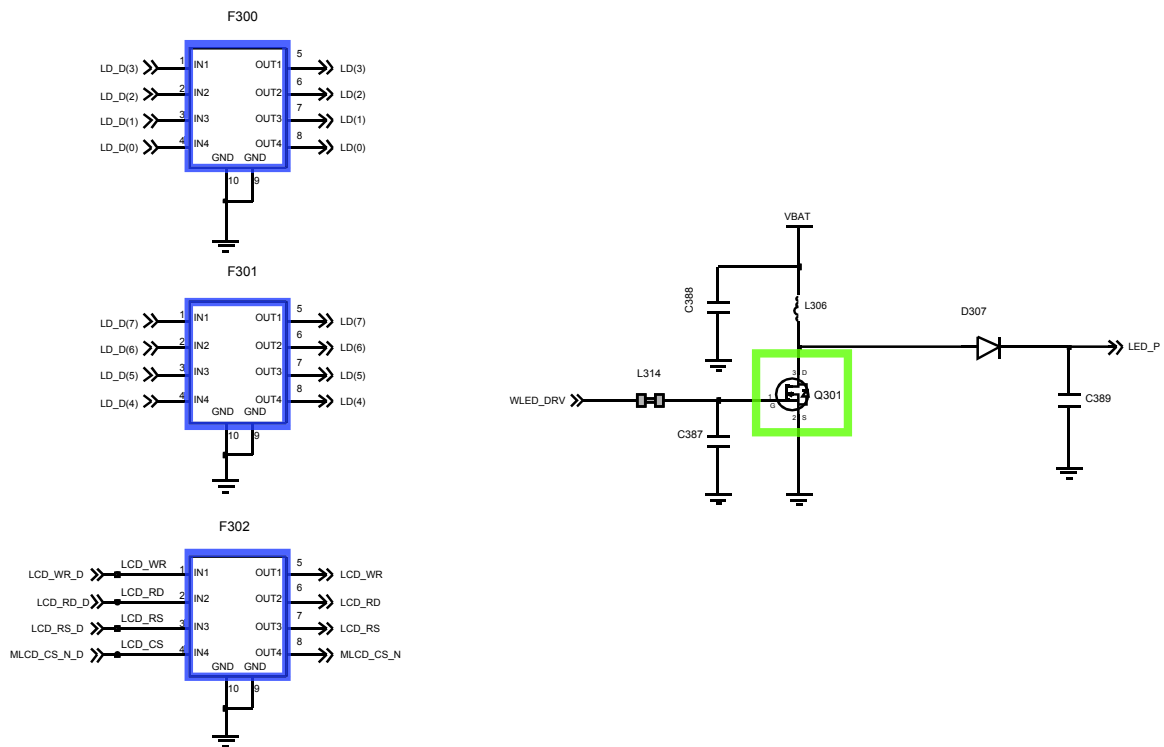 F300
LD_D(3) 1 IN1 OUT1 5 LD(3)
LD_D(2) 2 IN2 OUT2 6 LD(2)
LD_D(1) 3 IN3 OUT3 7 LD(1)
LD_D(0) 4 IN4 OUT4 8 LD(0)
GND GND
10 9
F301
LD_D(7) 1 IN1 OUT1 5 LD(7)
LD_D(6) 2 IN2 OUT2 6 LD(6)
LD_D(5) 3 IN3 OUT3 7 LD(5)
LD_D(4) 4 IN4 OUT4 8 LD(4)
GND GND
10 9
F302
LCD_WR_D LCD_WR 1 IN1 OUT1 5 LCD_WR
LCD_RD_D LCD_RD 2 IN2 OUT2 6 LCD_RD
LCD_RS_D LCD_RS 3 IN3 OUT3 7 LCD_RS
MLCD_CS_N_D LCD_CS 4 IN4 OUT4 8 MLCD_CS_N
GND GND
10 9
VBAT
C388
L306
D307
LED_P
L314
WLED_DRV
3 D
1
G
Q301
2 S
C387
C389